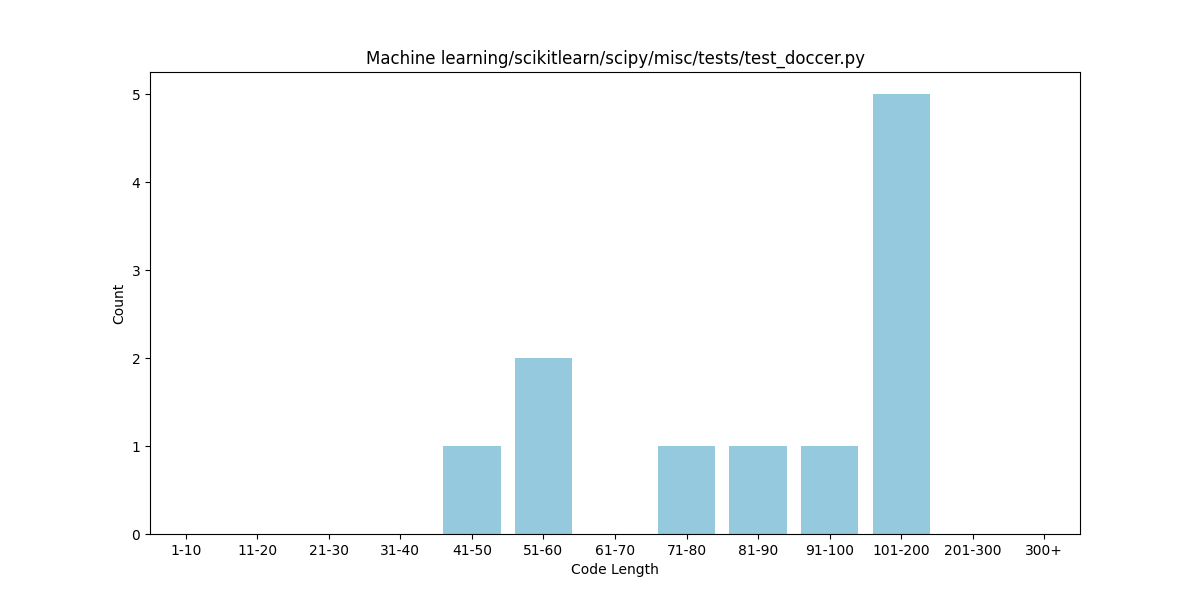 Machine learning/scikitlearn/scipy/misc/tests/test_doccer.py
5
4
3
2
1
0
Count
1-10 11-20 21-30 31-40 41-50 51-60 61-70 71-80 81-90 91-100 101-200 201-300 300+
Code Length